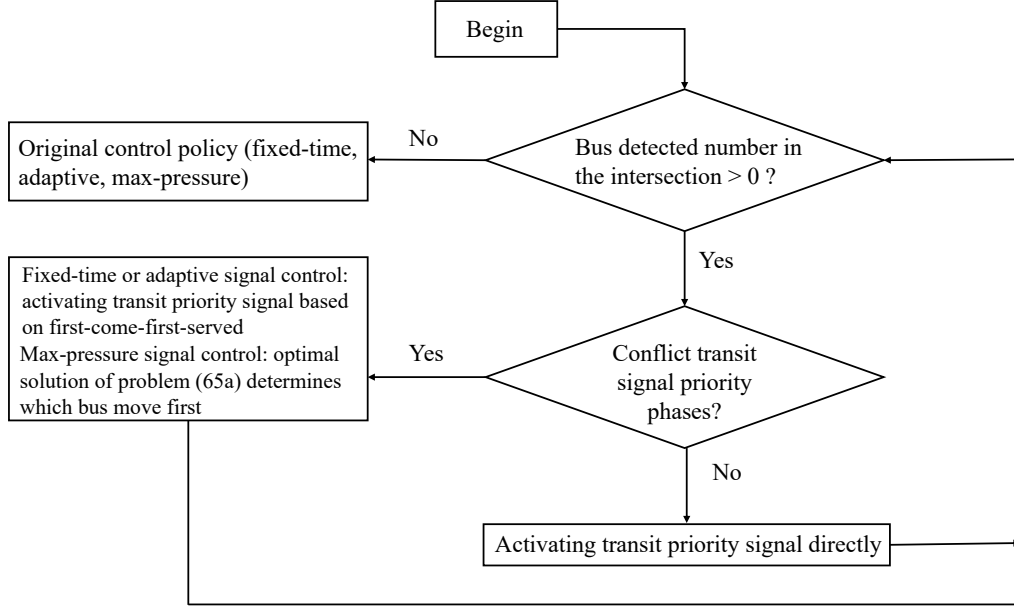 Begin
Bus detected number in
the intersection > 0 ?
No
Original control policy (fixed-time,
adaptive, max-pressure)
Yes
Conflict transit
signal priority
phases?
Yes
Fixed-time or adaptive signal control:
activating transit priority signal based
on first-come-first-served
Max-pressure signal control: optimal
solution of problem (65a) determines
which bus move first
No
Activating transit priority signal directly